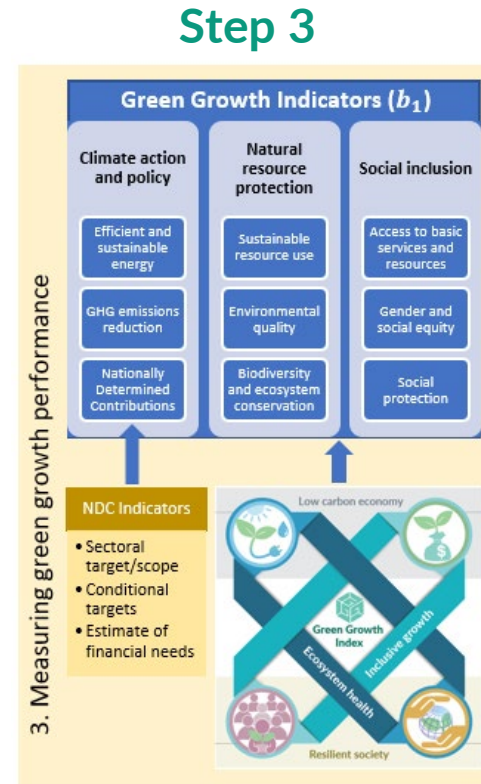 Step 3
3. Measuring green growth performance
Green Growth Indicators (b₁)
Climate action
and policy
Efficient and
sustainable
energy
GHG emissions
reduction
Nationally
Determined
Contributions
Natural
resource
protection
Sustainable
resource use
Environmental
quality
Biodiversity
and ecosystem
conservation
Social inclusion
Access to basic
services and
resources
Gender and
social equity
Social
protection
NDC Indicators
• Sectoral
target/scope
• Conditional
targets
• Estimate of
financial needs
Low carbon economy
Green Growth
Index
Ecosystem health
Inclusive growth
Resilient society